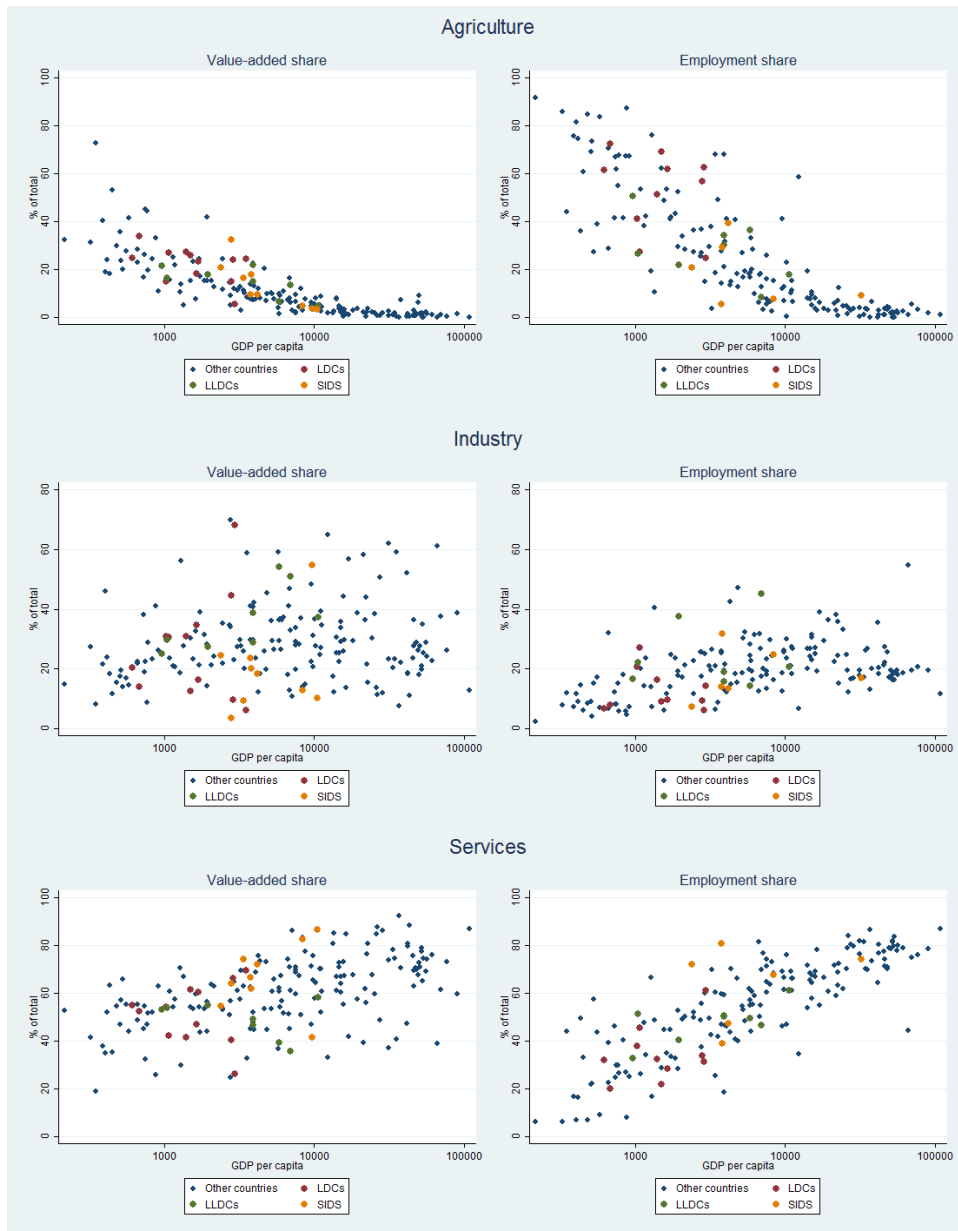 Agriculture
Value-added share
Employment share
% of total
0
20
40
60
80
100
1000
10000
100000
GDP per capita
% of total
0
20
40
60
80
100
1000
10000
100000
GDP per capita
Other countries
LDCs
LLDCs
SIDS
Other countries
LDCs
LLDCs
SIDS
Industry
Value-added share
Employment share
% of total
0
20
40
60
80
1000
10000
100000
GDP per capita
% of total
0
20
40
60
80
1000
10000
100000
GDP per capita
Other countries
LDCs
LLDCs
SIDS
Other countries
LDCs
LLDCs
SIDS
Services
Value-added share
Employment share
% of total
0
20
40
60
80
100
1000
10000
100000
GDP per capita
% of total
0
20
40
60
80
100
1000
10000
100000
GDP per capita
Other countries
LDCs
LLDCs
SIDS
Other countries
LDCs
LLDCs
SIDS